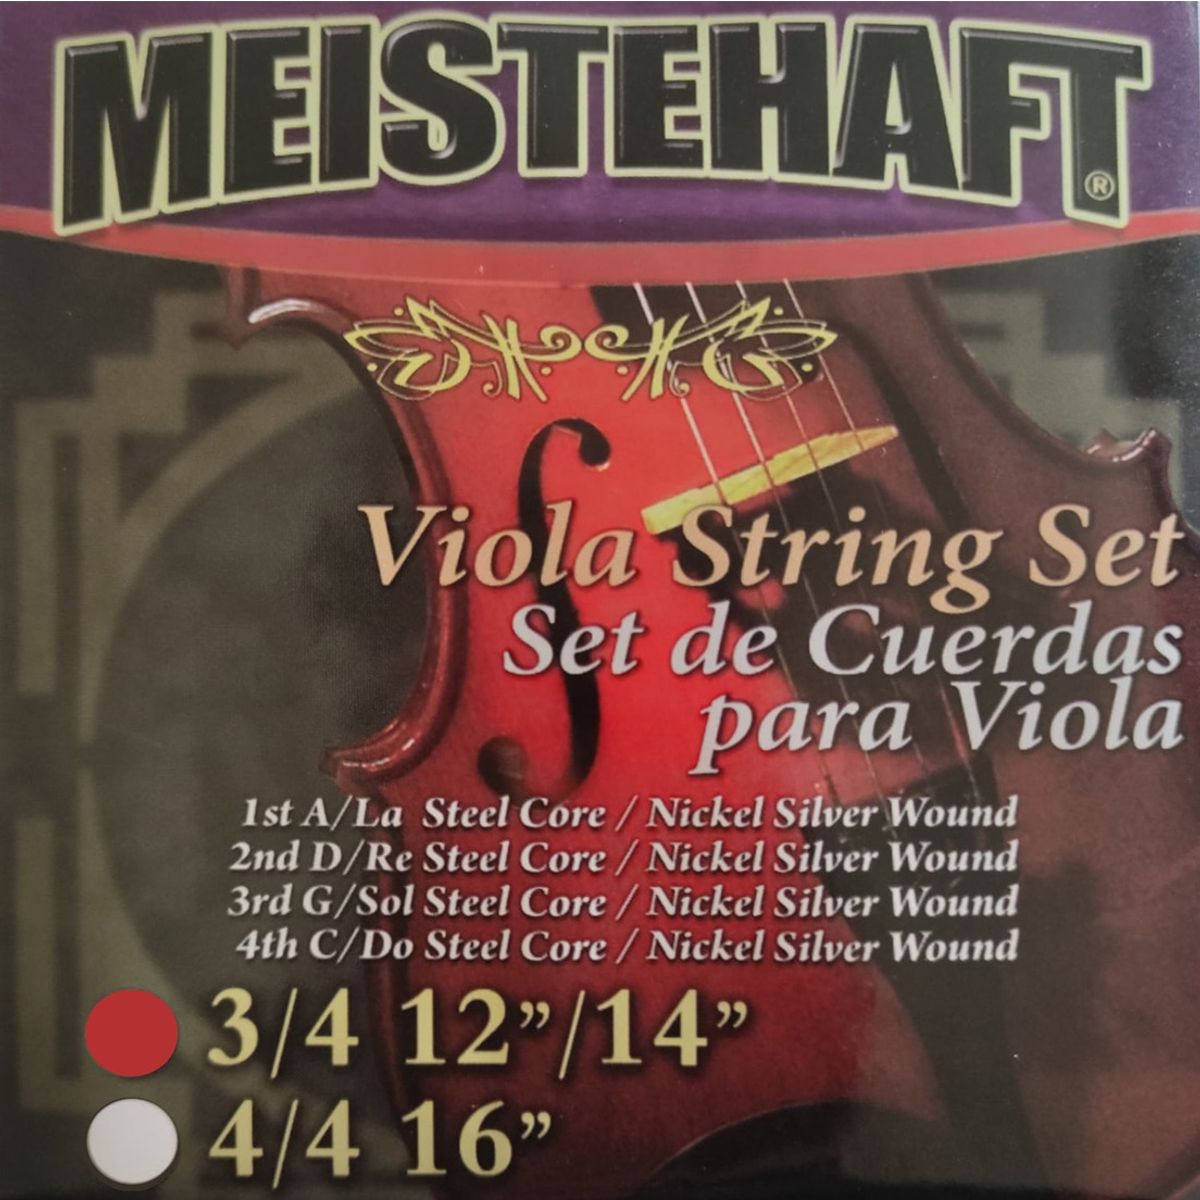 MEISTEHAFT®
Viola String Set
Set de Cuerdas
para Viola
1st A/La Steel Core / Nickel Silver Wound
2nd D/Re Steel Core / Nickel Silver Wound
3rd G/Sol Steel Core / Nickel Silver Wound
4th C/Do Steel Core / Nickel Silver Wound
3/4 12”/14”
4/4 16”